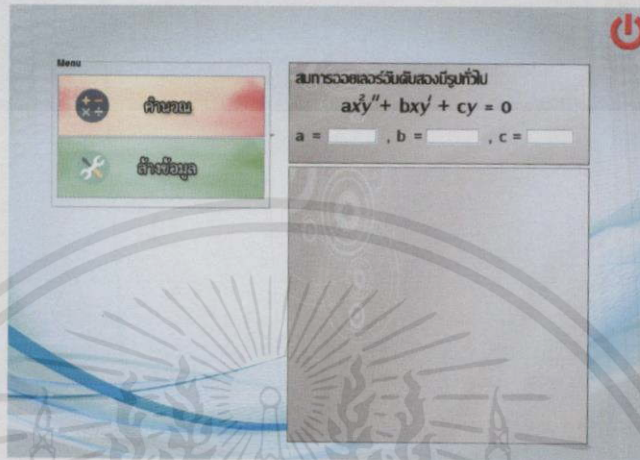 Menu
คำนวณ
ล้างข้อมูล
สมการออยเลอร์อันดับสองมีรูปทั่วไป
ax²y″ + bxy′ + cy = 0
a = , b = , c =